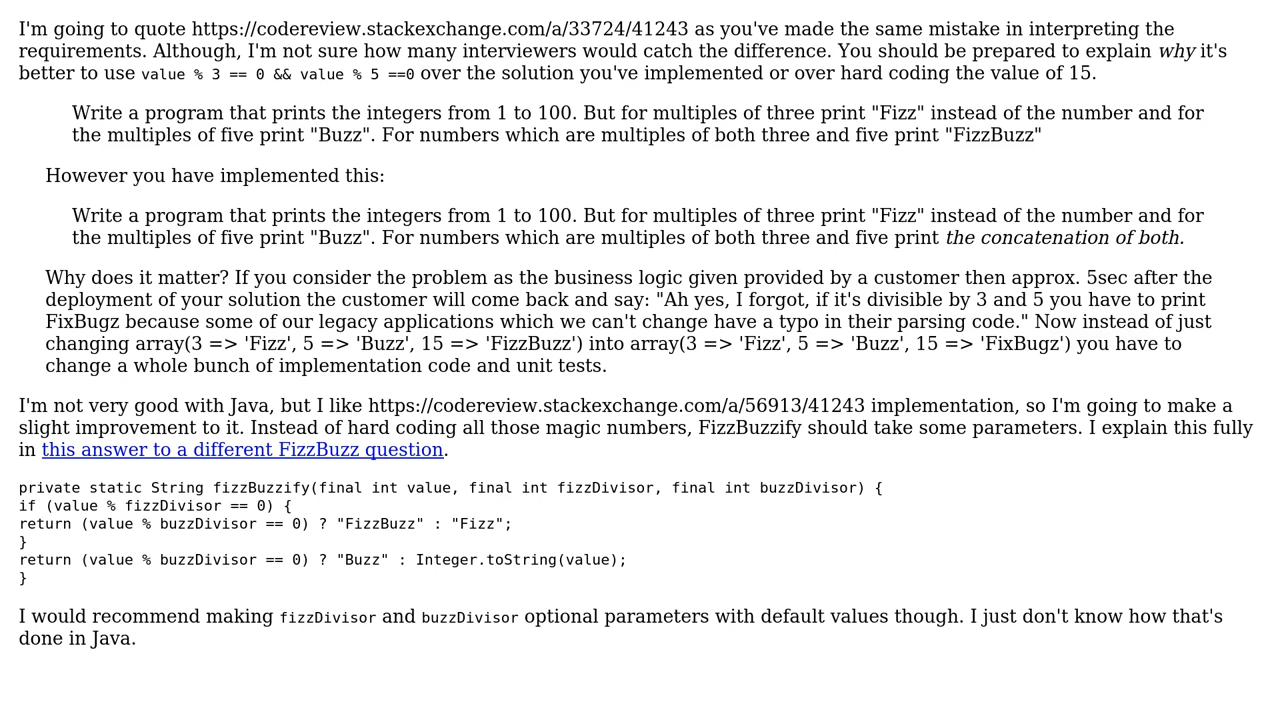 I'm going to quote https://codereview.stackexchange.com/a/33724/41243 as you've made the same mistake in interpreting the
requirements. Although, I'm not sure how many interviewers would catch the difference. You should be prepared to explain why it's
better to use value % 3 == 0 && value % 5 ==0 over the solution you've implemented or over hard coding the value of 15.
Write a program that prints the integers from 1 to 100. But for multiples of three print "Fizz" instead of the number and for
the multiples of five print "Buzz". For numbers which are multiples of both three and five print "FizzBuzz"
However you have implemented this:
Write a program that prints the integers from 1 to 100. But for multiples of three print "Fizz" instead of the number and for
the multiples of five print "Buzz". For numbers which are multiples of both three and five print the concatenation of both.
Why does it matter? If you consider the problem as the business logic given provided by a customer then approx. 5sec after the
deployment of your solution the customer will come back and say: "Ah yes, I forgot, if it's divisible by 3 and 5 you have to print
FixBugz because some of our legacy applications which we can't change have a typo in their parsing code." Now instead of just
changing array(3 => 'Fizz', 5 => 'Buzz', 15 => 'FizzBuzz') into array(3 => 'Fizz', 5 => 'Buzz', 15 => 'FixBugz') you have to
change a whole bunch of implementation code and unit tests.
I'm not very good with Java, but I like https://codereview.stackexchange.com/a/56913/41243 implementation, so I'm going to make a
slight improvement to it. Instead of hard coding all those magic numbers, FizzBuzzify should take some parameters. I explain this fully
in this answer to a different FizzBuzz question.
private static String fizzBuzzify(final int value, final int fizzDivisor, final int buzzDivisor) {
if (value % fizzDivisor == 0) {
return (value % buzzDivisor == 0) ? "FizzBuzz" : "Fizz";
}
return (value % buzzDivisor == 0) ? "Buzz" : Integer.toString(value);
}
I would recommend making fizzDivisor and buzzDivisor optional parameters with default values though. I just don't know how that's
done in Java.